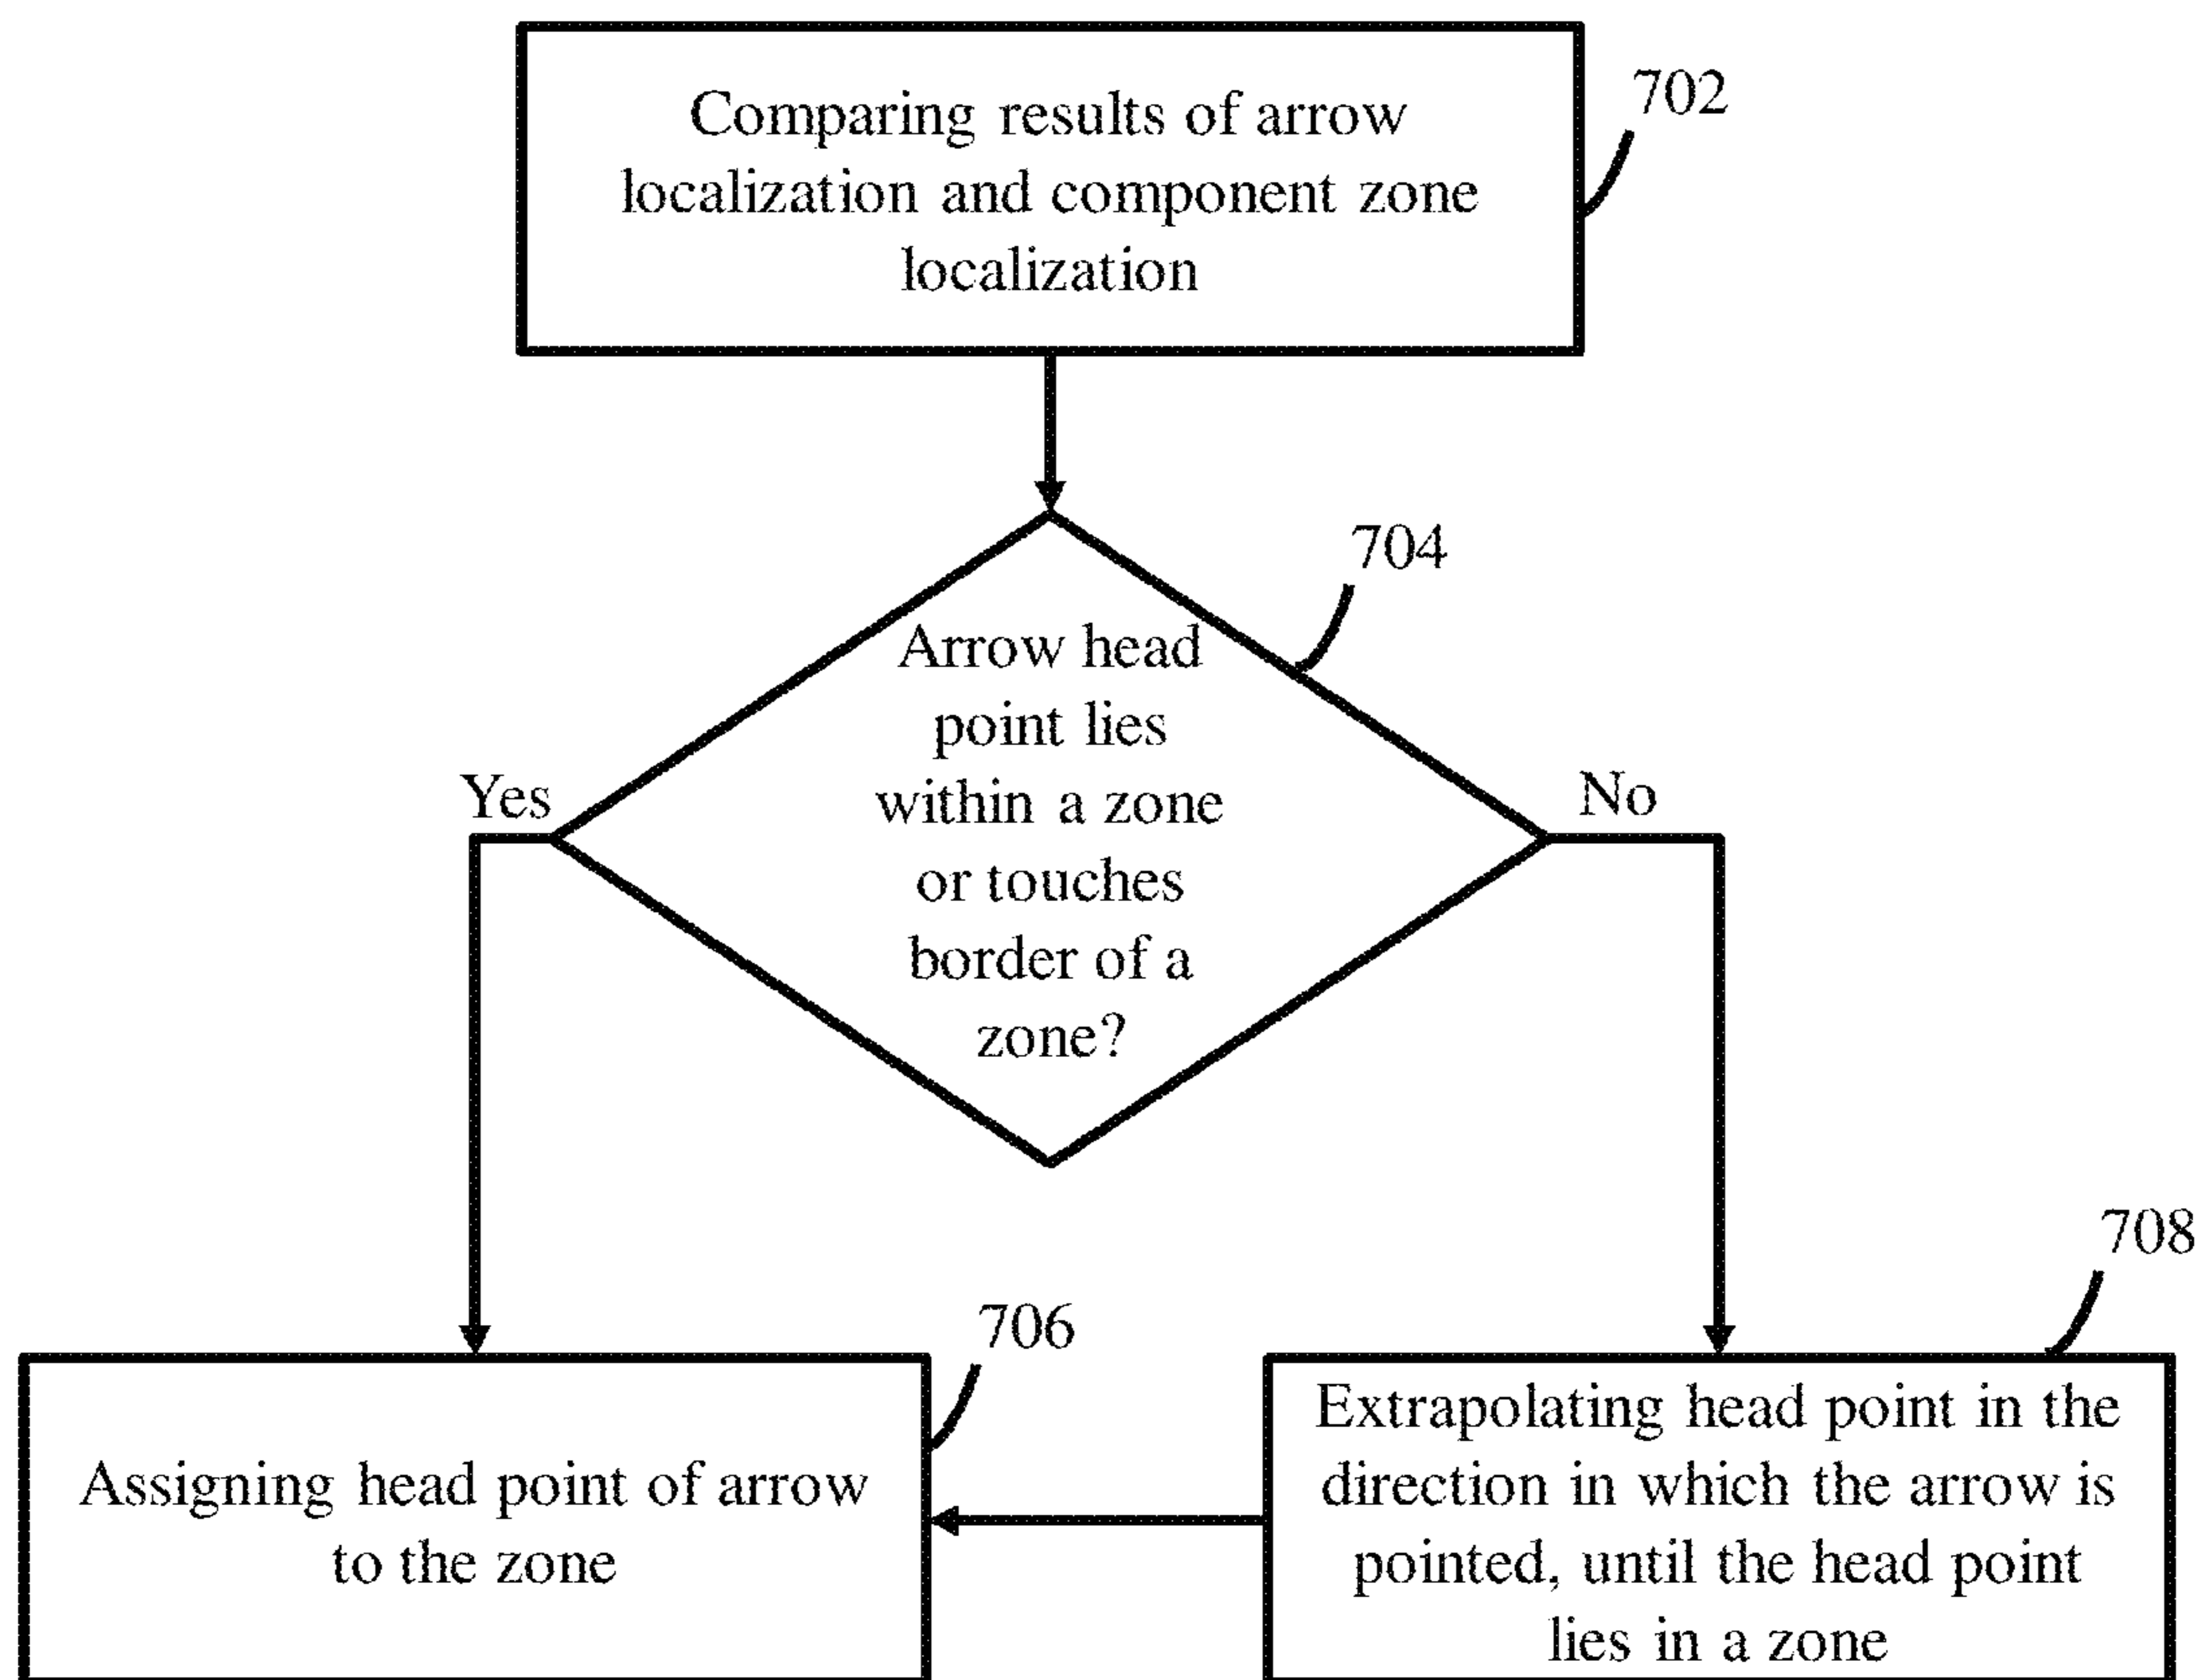 Comparing results of arrow
localization and component zone
localization
702
704
Arrow head
point lies
within a zone
or touches
border of a
zone?
Yes
No
706
Assigning head point of arrow
to the zone
708
Extrapolating head point in the
direction in which the arrow is
pointed, until the head point
lies in a zone